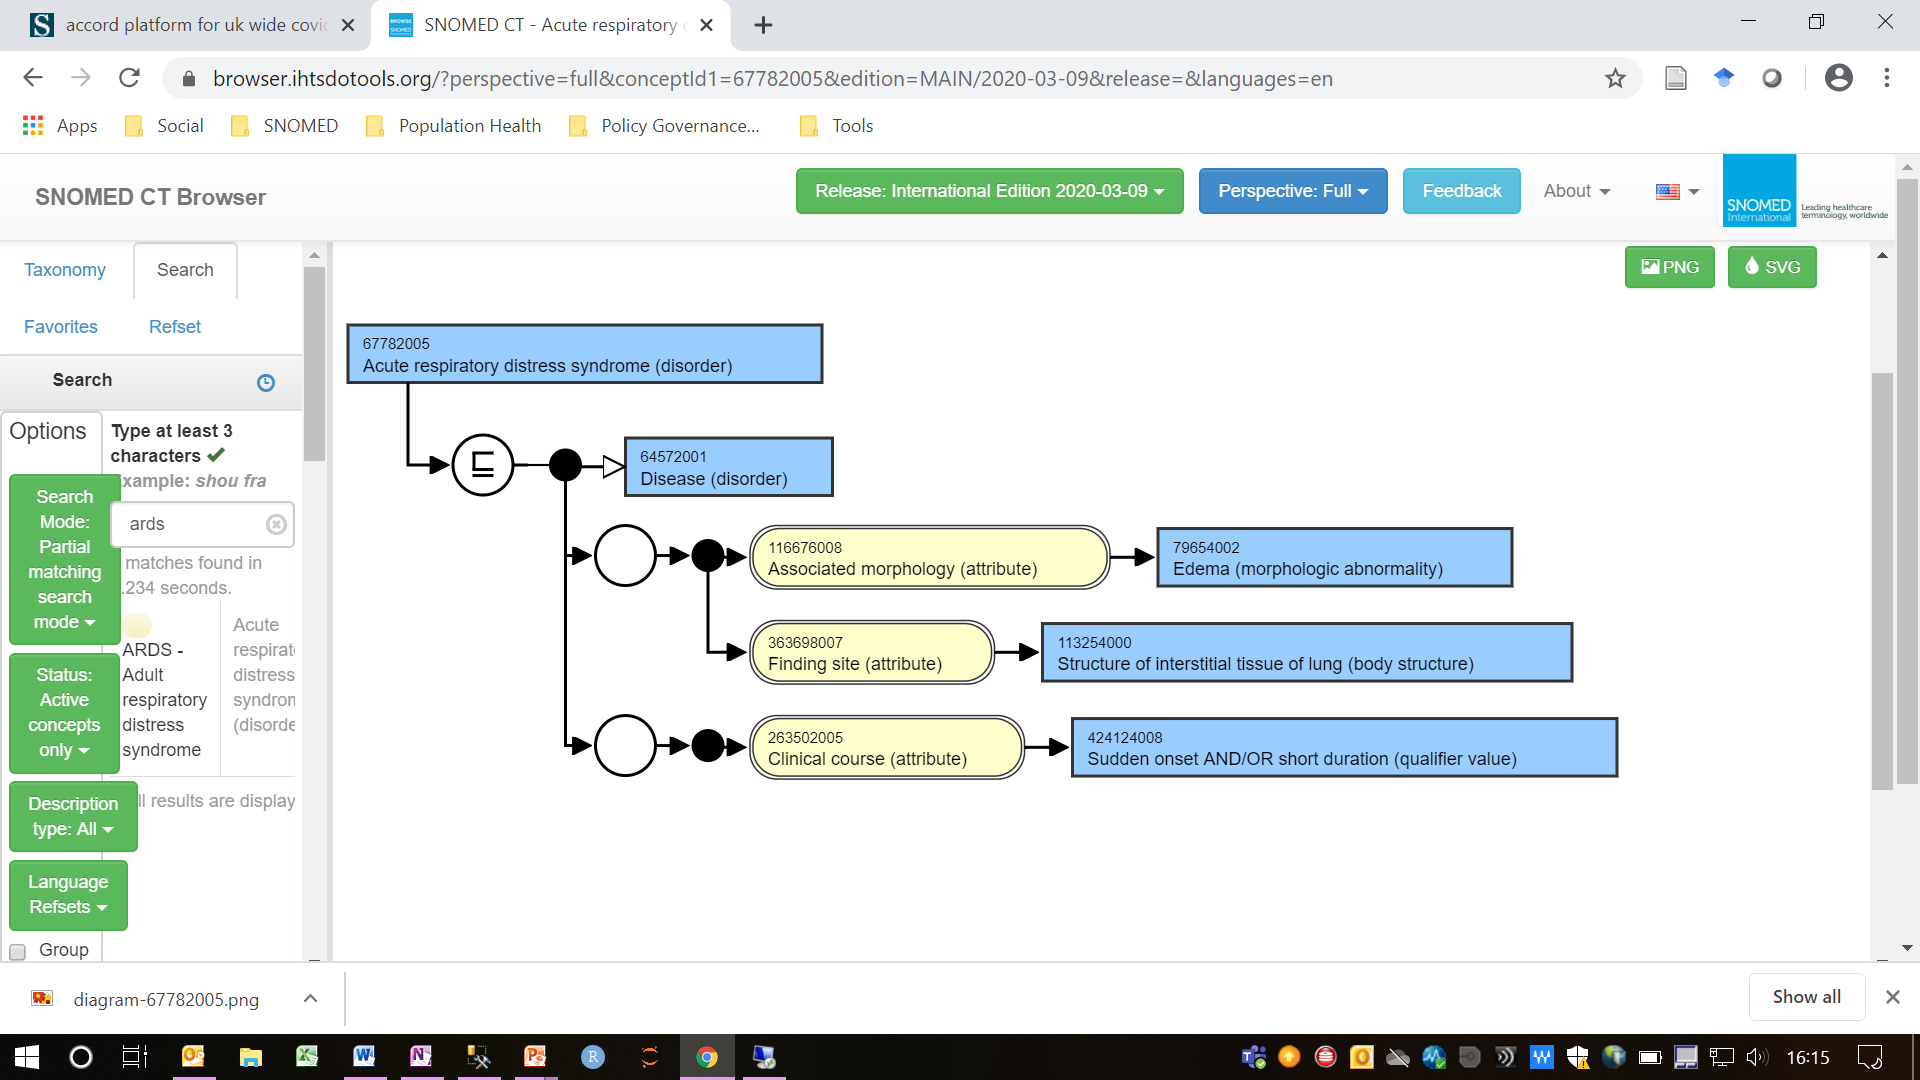 accord platform for uk wide covi
SNOMED CT - Acute respiratory
browser.ihtsdotools.org/?perspective=full&conceptId1=67782005&edition=MAIN/2020-03-09&release=&languages=en
Apps
Social
SNOMED
Population Health
Policy Governance...
Tools
SNOMED CT Browser
Release: International Edition 2020-03-09
Perspective: Full
Feedback
About
SNOMED
International
Leading healthcare
terminology, worldwide
Taxonomy
Search
Favorites
Refset
Search
PNG
SVG
Options
Type at least 3
characters
xample: shou fra
Search
Mode:
Partial
matching
search
mode
ards
matches found in
.234 seconds.
ARDS -
Adult
respiratory
distress
syndrome
Acute
respirat
distress
syndrom
(disorde
Status:
Active
concepts
only
ll results are display
Description
type: All
Language
Refsets
Group
67782005
Acute respiratory distress syndrome (disorder)
⊑
64572001
Disease (disorder)
116676008
Associated morphology (attribute)
79654002
Edema (morphologic abnormality)
363698007
Finding site (attribute)
113254000
Structure of interstitial tissue of lung (body structure)
263502005
Clinical course (attribute)
424124008
Sudden onset AND/OR short duration (qualifier value)
diagram-67782005.png
Show all
16:15